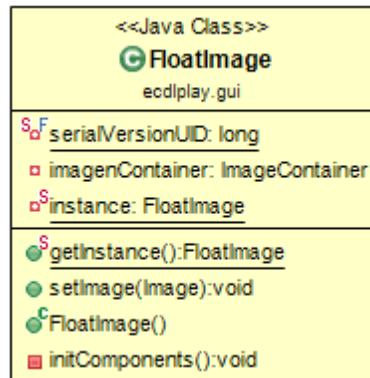 <<Java Class>>
C FloatImage
ecdlplay.gui
S F serialVersionUID: long
imagenContainer: ImageContainer
S instance: FloatImage
S getInstance():FloatImage
setImage(Image):void
C FloatImage()
initComponents():void